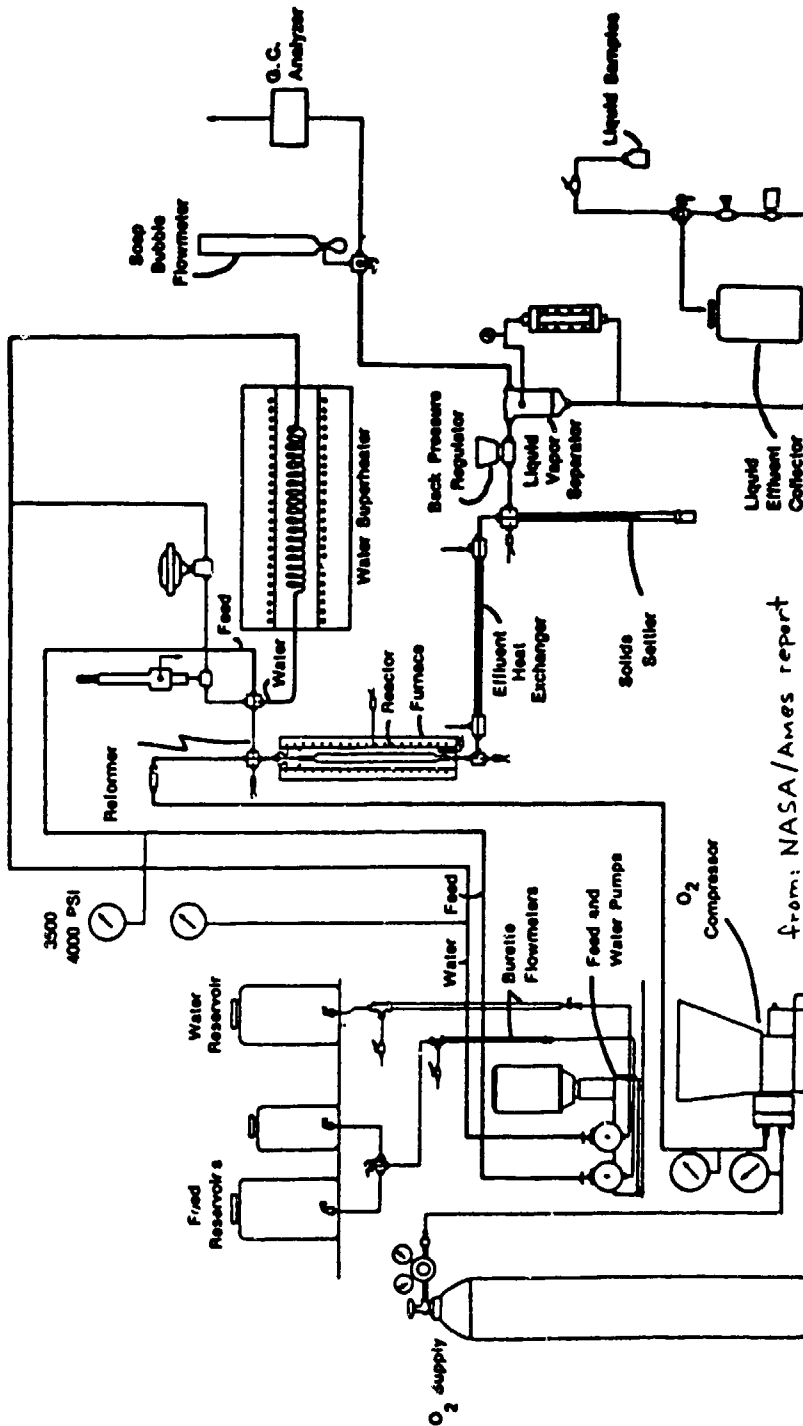 G.C.
Analyzer
Soap
Bubble
Flowmeter
Liquid Samples
Water Superheater
Feed
Water
Back Pressure
Regulator
Liquid
Vapor
Separator
Liquid
Effluent
Collector
Reformer
Reactor
Furnace
Effluent
Heat
Exchanger
Solids
Settler
3500
4000 PSI
Water
Reservoir
Feed
Reservoirs
Water
Feed
Burette
Flowmeters
Feed and
Water Pumps
O2
Compressor
O2 supply
from: NASA/Ames report